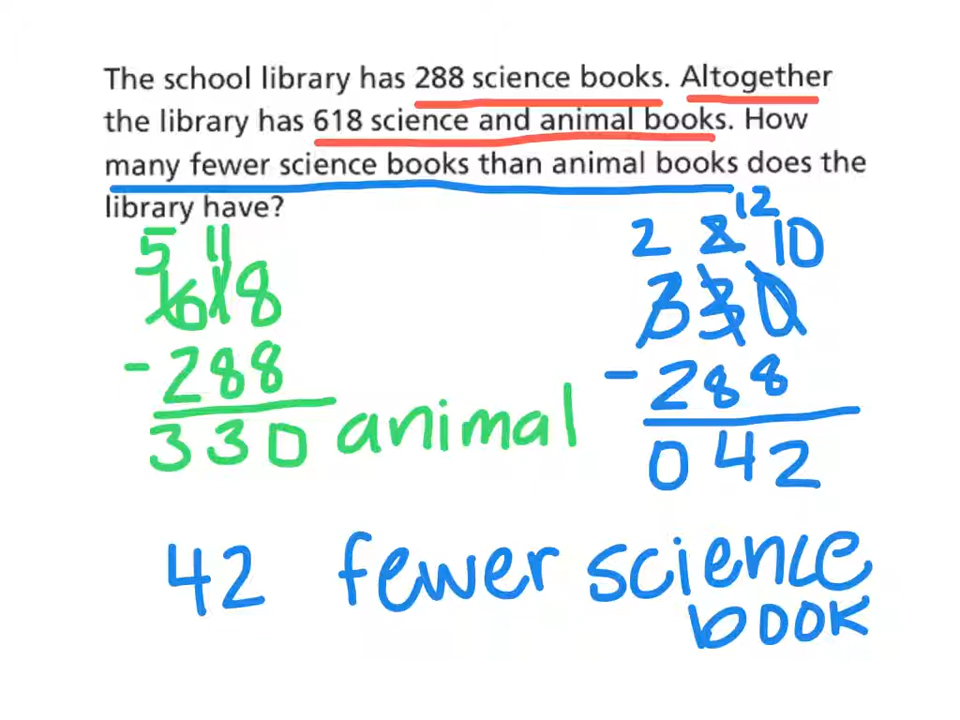 The school library has 288 science books. Altogether
the library has 618 science and animal books. How
many fewer science books than animal books does the
library have?
5 11
618
- 288
330 animal
12
2 2 10
330
- 288
042
42 fewer science
book